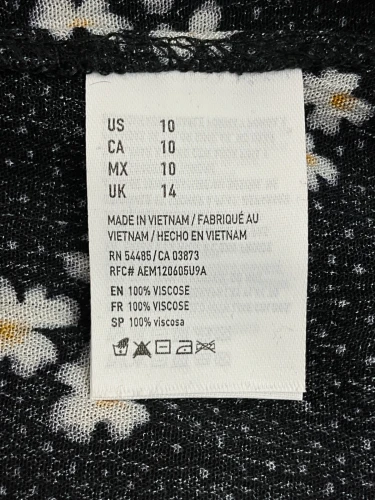 US 10
CA 10
MX 10
UK 14
MADE IN VIETNAM / FABRIQUÉ AU
VIETNAM / HECHO EN VIETNAM
RN 54485 / CA 03873
RFC# AEM120605U9A
EN 100% VISCOSE
FR 100% VISCOSE
SP 100% viscosa